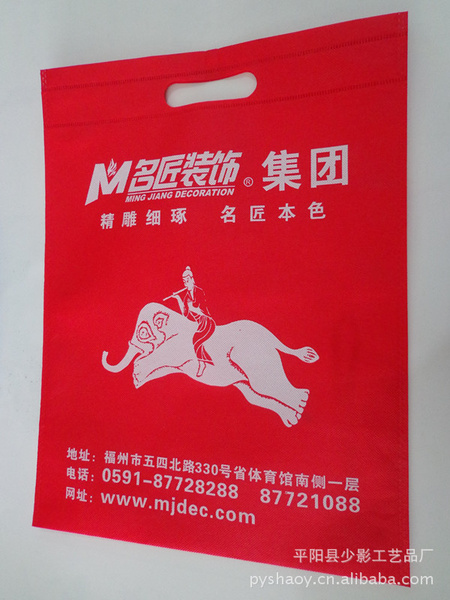 M名匠装饰® 集团
MING JIANG DECORATION
精雕细琢 名匠本色
地址：福州市五四北路330号省体育馆南侧一层
电话：0591-87728288 87721088
网址：www.mjdec.com
平阳县少影工艺品厂
pyshaoy.cn.alibaba.com